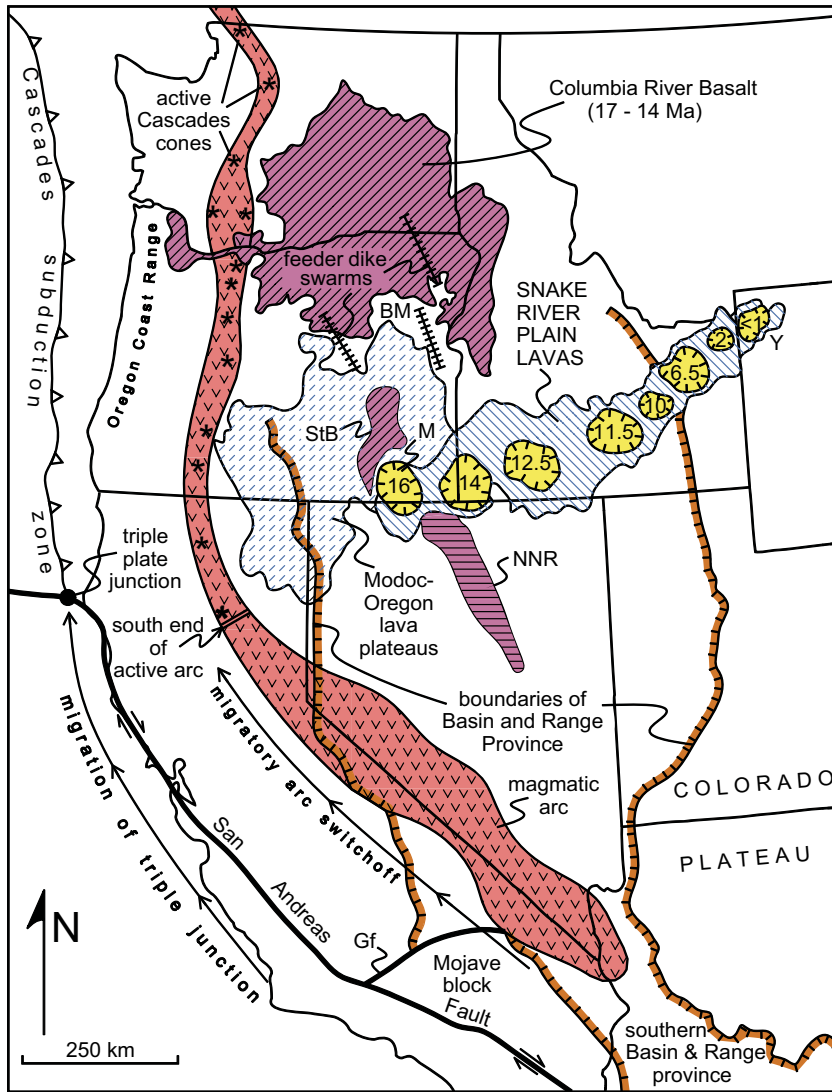 Cascades subduction zone
active
Cascades
cones
Columbia River Basalt
(17 - 14 Ma)
Oregon Coast Range
feeder dike
swarms
BM
SNAKE
RIVER
PLAIN
LAVAS
<1
2
Y
6.5
10
11.5
12.5
14
16
StB
M
triple
plate
junction
Modoc-
Oregon
lava
plateaus
NNR
south end
of
active arc
boundaries of
Basin and Range
Province
migration of triple junction
migratory arc switchoff
magmatic
arc
COLORADO
PLATEAU
San
Andreas
Fault
Gf
Mojave
block
N
250 km
southern
Basin & Range
province